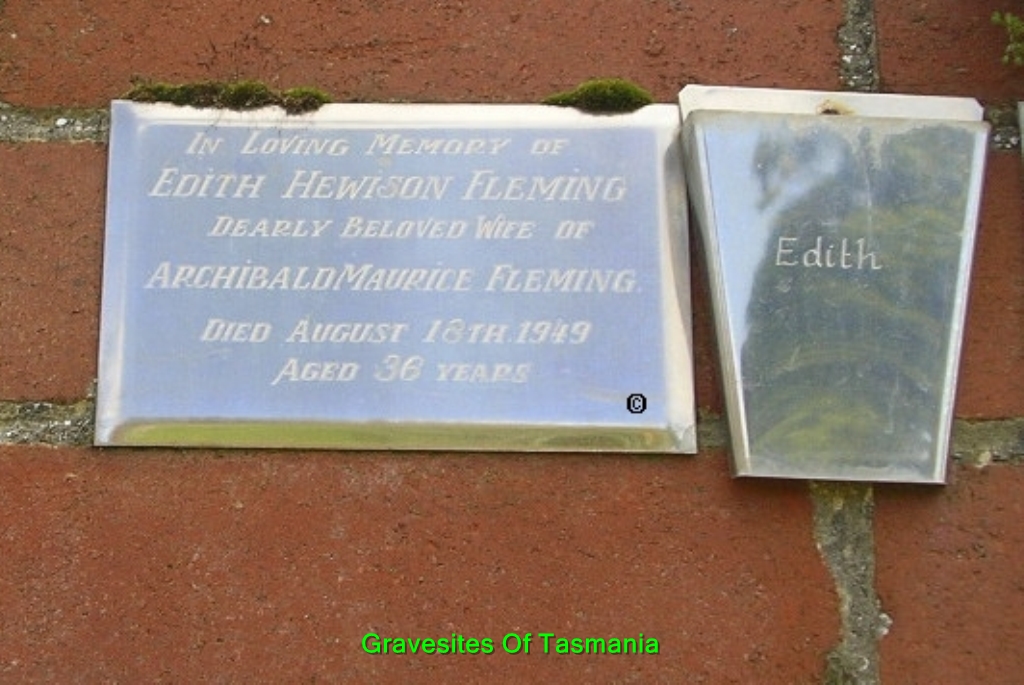 In Loving Memory of
Edith Hewison Fleming
Dearly Beloved Wife of
Archibald Maurice Fleming.
Died August 18th. 1949
Aged 36 years
©
Edith
Gravesites Of Tasmania